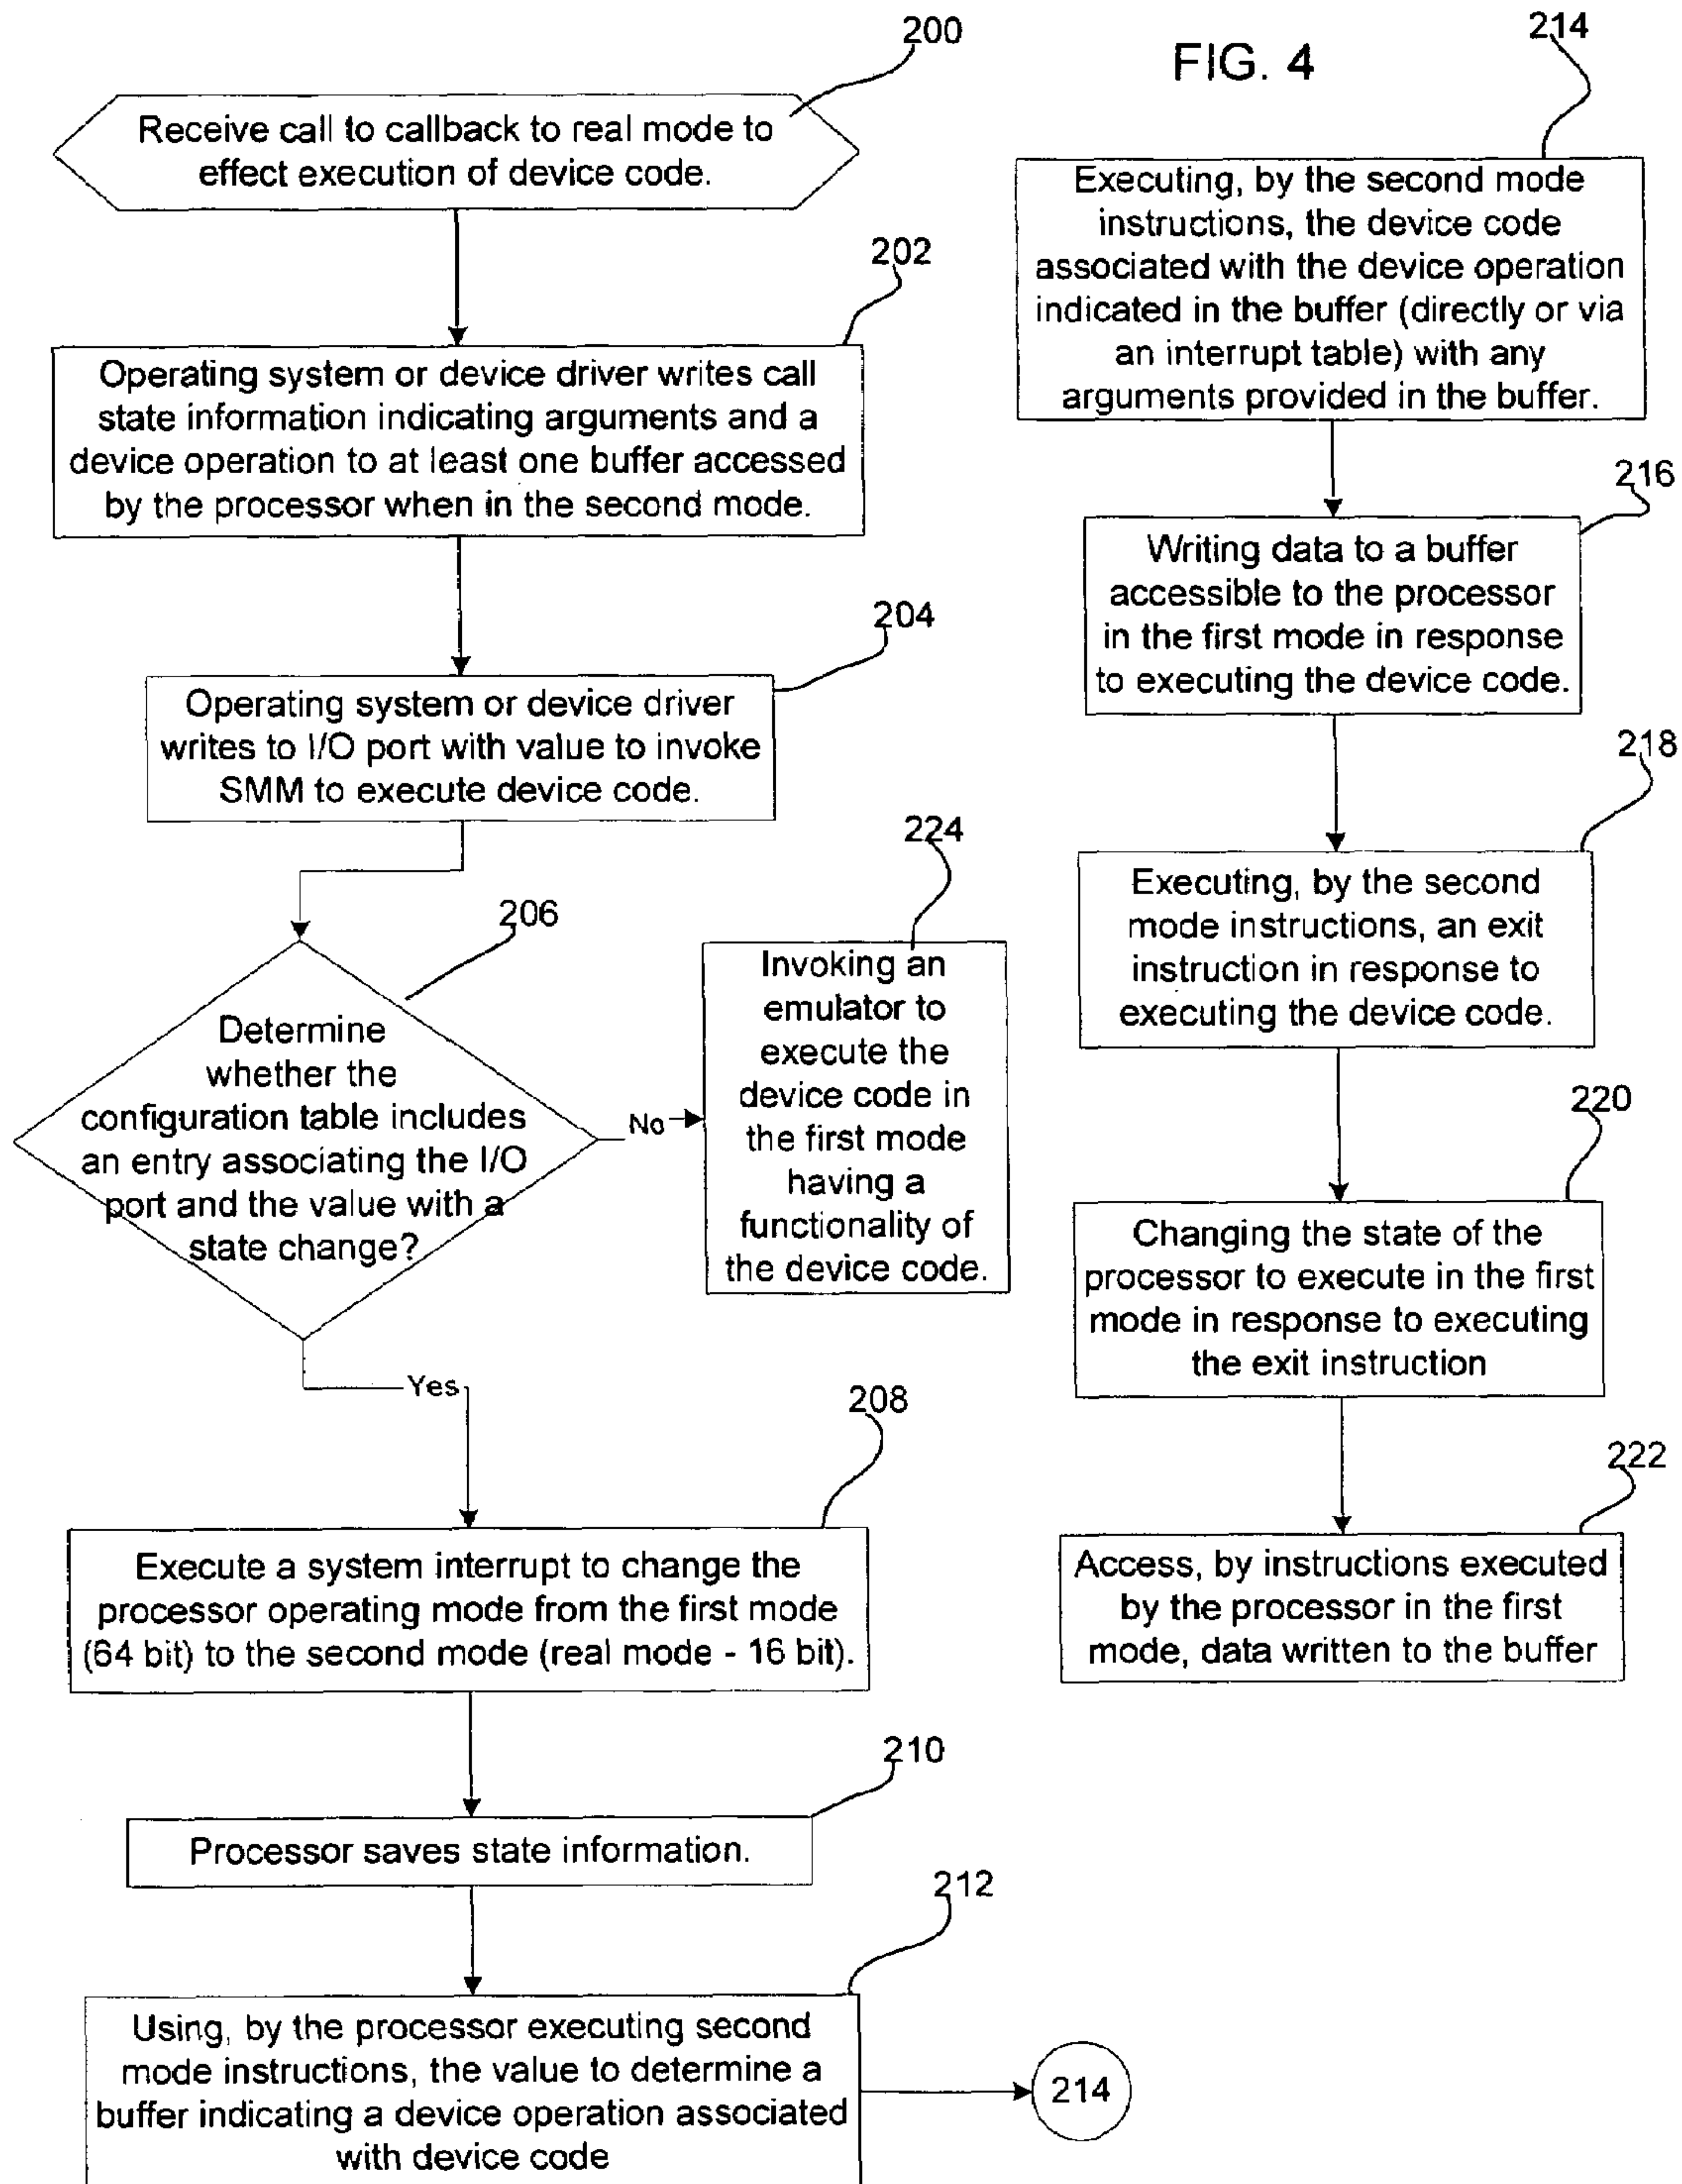 200
Receive call to callback to real mode to
effect execution of device code.
202
Operating system or device driver writes call
state information indicating arguments and a
device operation to at least one buffer accessed
by the processor when in the second mode.
204
Operating system or device driver
writes to I/O port with value to invoke
SMM to execute device code.
206
Determine
whether the
configuration table includes
an entry associating the I/O
port and the value with a
state change?
No
224
Invoking an
emulator to
execute the
device code in
the first mode
having a
functionality of
the device code.
Yes
208
Execute a system interrupt to change the
processor operating mode from the first mode
(64 bit) to the second mode (real mode - 16 bit).
210
Processor saves state information.
212
Using, by the processor executing second
mode instructions, the value to determine a
buffer indicating a device operation associated
with device code
214
FIG. 4
214
Executing, by the second mode
instructions, the device code
associated with the device operation
indicated in the buffer (directly or via
an interrupt table) with any
arguments provided in the buffer.
216
Writing data to a buffer
accessible to the processor
in the first mode in response
to executing the device code.
218
Executing, by the second
mode instructions, an exit
instruction in response to
executing the device code.
220
Changing the state of the
processor to execute in the first
mode in response to executing
the exit instruction
222
Access, by instructions executed
by the processor in the first
mode, data written to the buffer